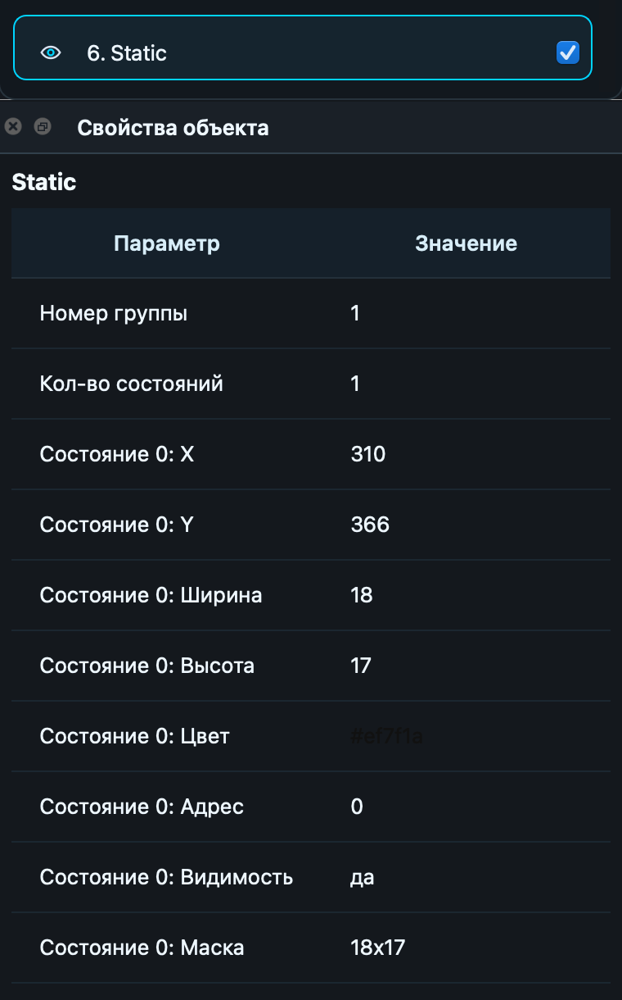 6. Static
Свойства объекта
Static
Параметр Значение
Номер группы 1
Кол-во состояний 1
Состояние 0: X 310
Состояние 0: Y 366
Состояние 0: Ширина 18
Состояние 0: Высота 17
Состояние 0: Цвет #ef7f1a
Состояние 0: Адрес 0
Состояние 0: Видимость да
Состояние 0: Маска 18x17